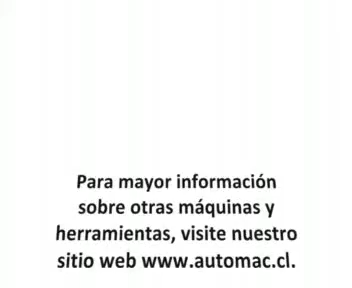 Para mayor información
sobre otras máquinas y
herramientas, visite nuestro
sitio web www.automac.cl.